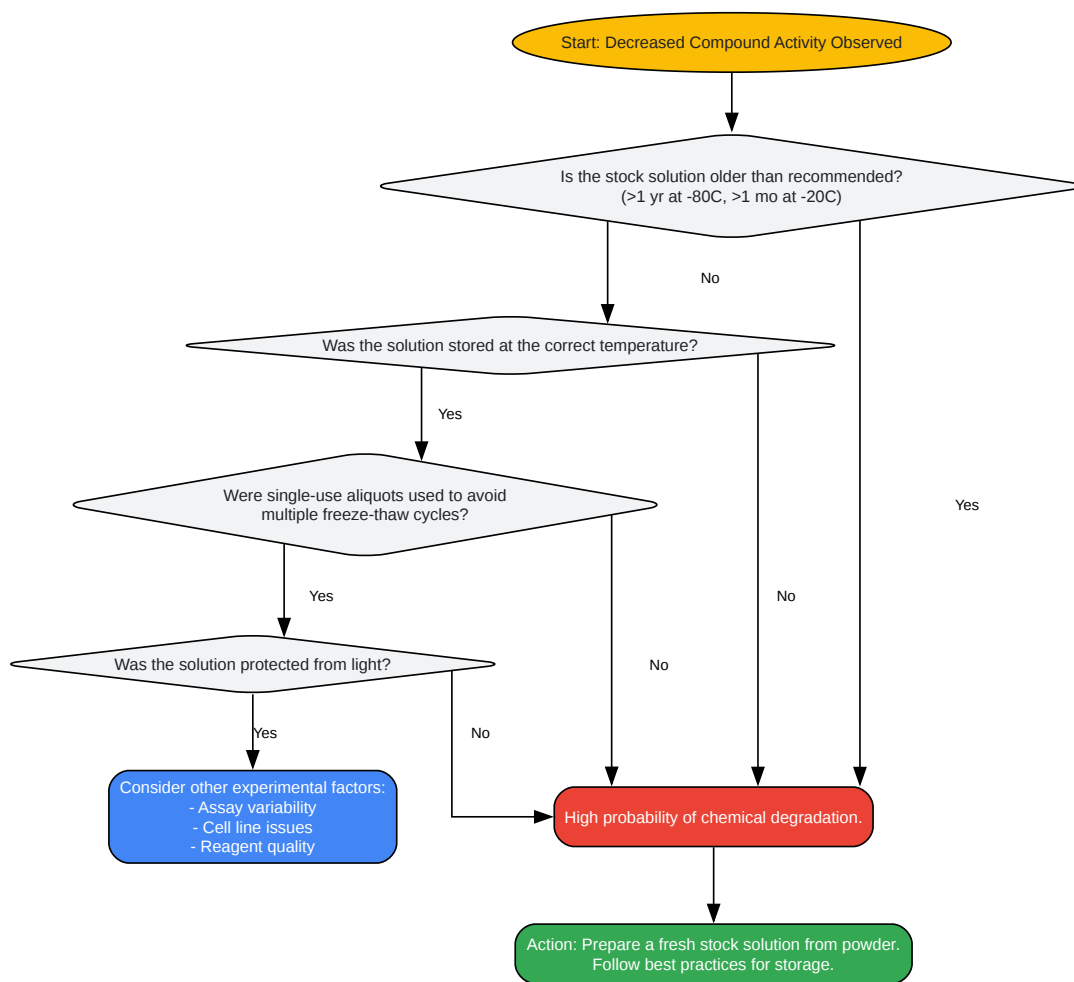 Start: Decreased Compound Activity Observed
Is the stock solution older than recommended?
(>1 yr at -80C, >1 mo at -20C)
No
Was the solution stored at the correct temperature?
Yes
Were single-use aliquots used to avoid
multiple freeze-thaw cycles?
Yes
Yes
No
Was the solution protected from light?
No
Yes
No
Consider other experimental factors:
- Assay variability
- Cell line issues
- Reagent quality
High probability of chemical degradation.
Action: Prepare a fresh stock solution from powder.
Follow best practices for storage.